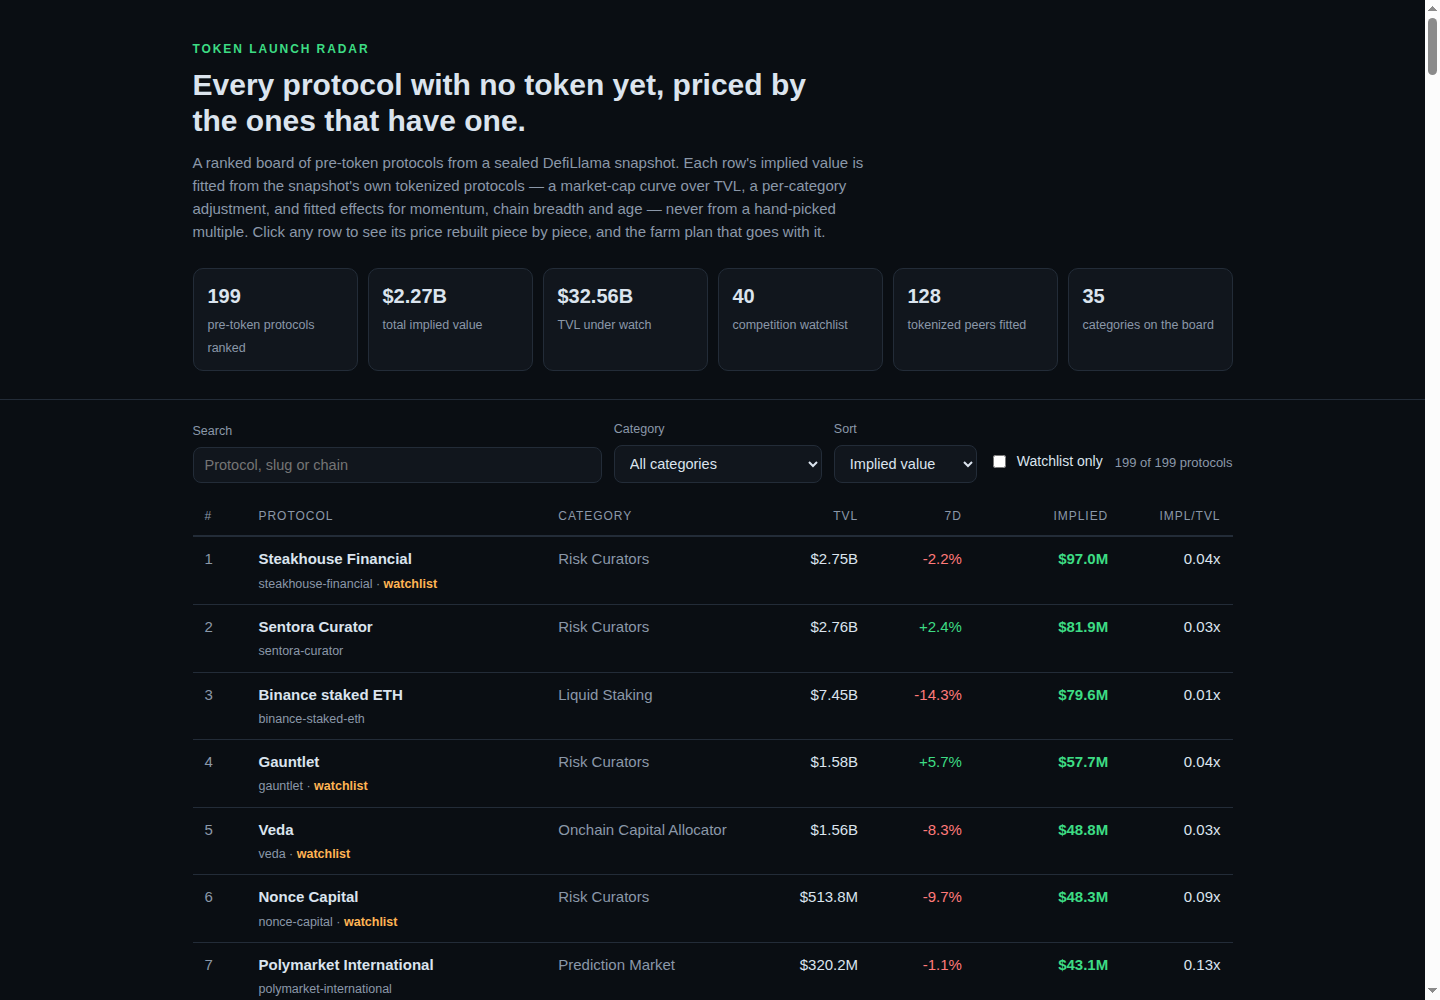 TOKEN LAUNCH RADAR
Every protocol with no token yet, priced by
the ones that have one.
A ranked board of pre-token protocols from a sealed DefiLlama snapshot. Each row's implied value is
fitted from the snapshot's own tokenized protocols — a market-cap curve over TVL, a per-category
adjustment, and fitted effects for momentum, chain breadth and age — never from a hand-picked
multiple. Click any row to see its price rebuilt piece by piece, and the farm plan that goes with it.
199 $2.27B $32.56B 40 128 35
pre-token protocols total implied value TVL under watch competition watchlist tokenized peers fitted categories on the board
ranked
Search Category Sort
Protocol, slug or chain All categories Implied value Watchlist only 199 of 199 protocols
# PROTOCOL CATEGORY TVL 7D IMPLIED IMPL/TVL
1 Steakhouse Financial Risk Curators $2.75B -2.2% $97.0M 0.04x
steakhouse-financial · watchlist
2 Sentora Curator Risk Curators $2.76B +2.4% $81.9M 0.03x
sentora-curator
3 Binance staked ETH Liquid Staking $7.45B -14.3% $79.6M 0.01x
binance-staked-eth
4 Gauntlet Risk Curators $1.58B +5.7% $57.7M 0.04x
gauntlet · watchlist
5 Veda Onchain Capital Allocator $1.56B -8.3% $48.8M 0.03x
veda · watchlist
6 Nonce Capital Risk Curators $513.8M -9.7% $48.3M 0.09x
nonce-capital · watchlist
7 Polymarket International Prediction Market $320.2M -1.1% $43.1M 0.13x
polymarket-international